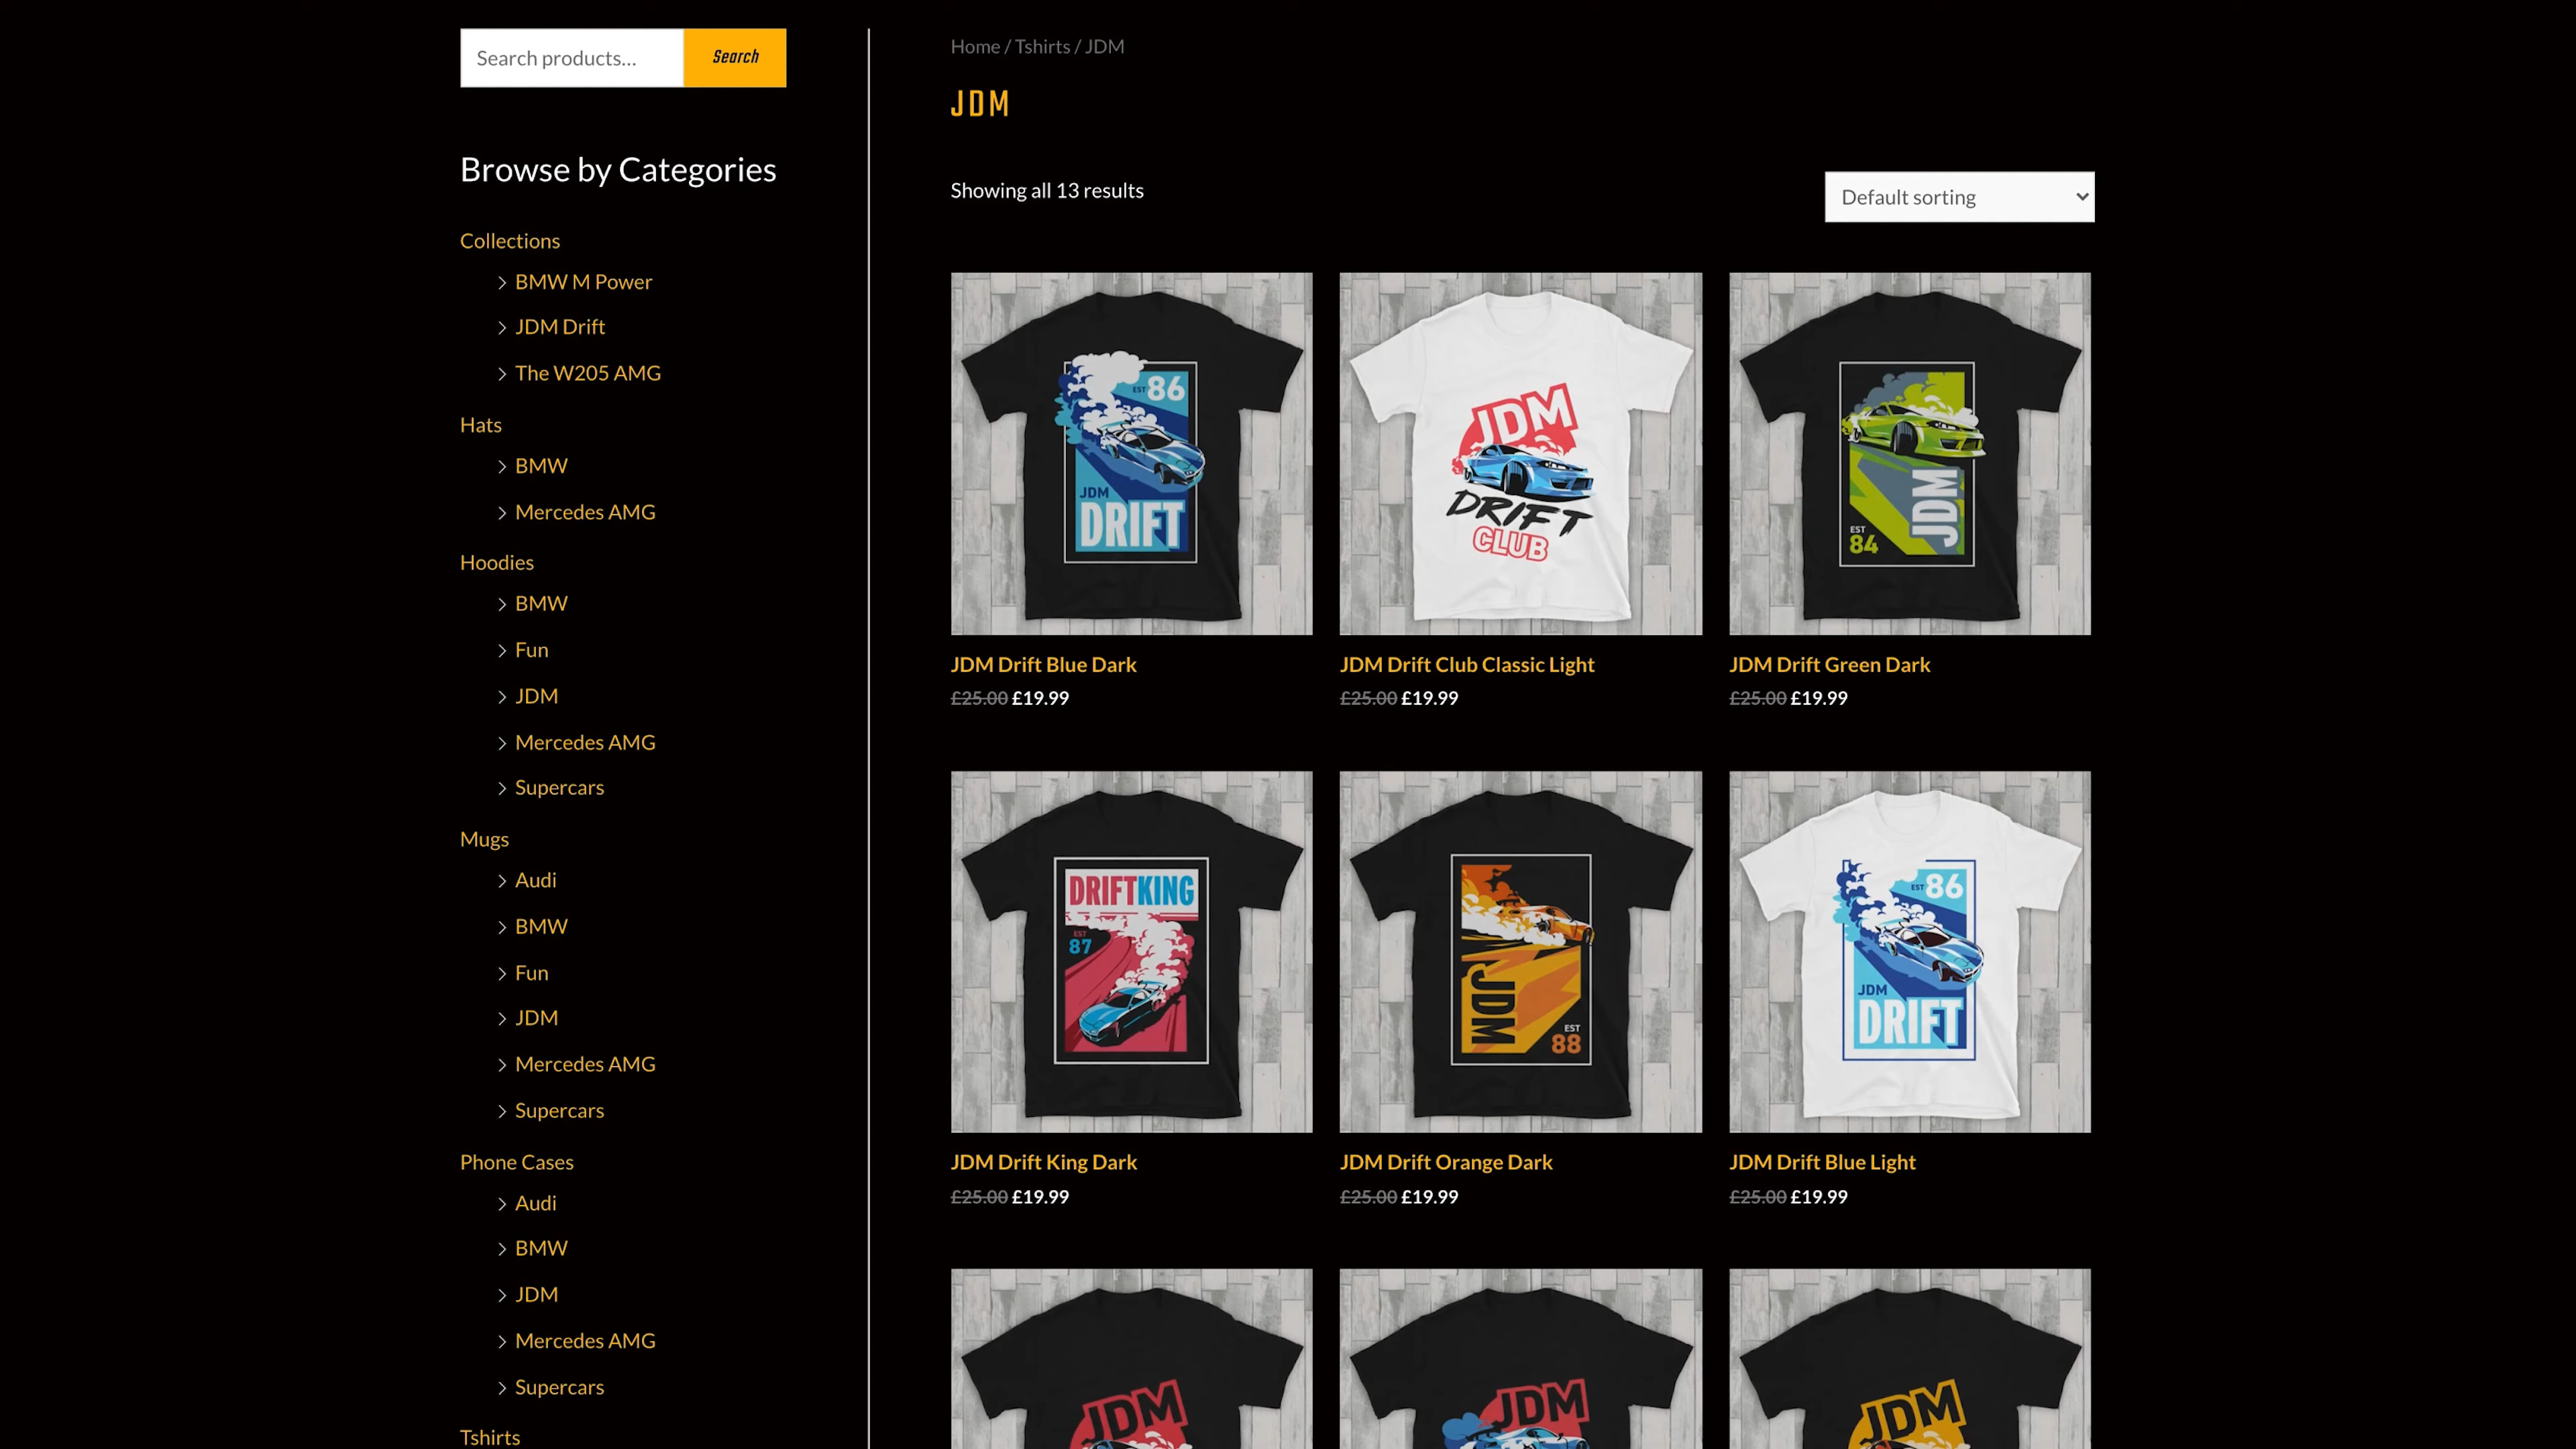 Search products...
Search
Browse by Categories
Collections
BMW M Power
JDM Drift
The W205 AMG
Hats
BMW
Mercedes AMG
Hoodies
BMW
Fun
JDM
Mercedes AMG
Supercars
Mugs
Audi
BMW
Fun
JDM
Mercedes AMG
Supercars
Phone Cases
Audi
BMW
JDM
Mercedes AMG
Supercars
Tshirts
Home / Tshirts / JDM
JDM
Showing all 13 results
Default sorting
EST 86
JDM
DRIFT
JDM Drift Blue Dark
£25.00 £19.99
JDM
DRIFT
CLUB
JDM Drift Club Classic Light
£25.00 £19.99
JDM
EST
84
JDM Drift Green Dark
£25.00 £19.99
DRIFTKING
EST
87
JDM Drift King Dark
£25.00 £19.99
JDM
EST
88
JDM Drift Orange Dark
£25.00 £19.99
EST 86
JDM
DRIFT
JDM Drift Blue Light
£25.00 £19.99
JDM
JDM
JDM